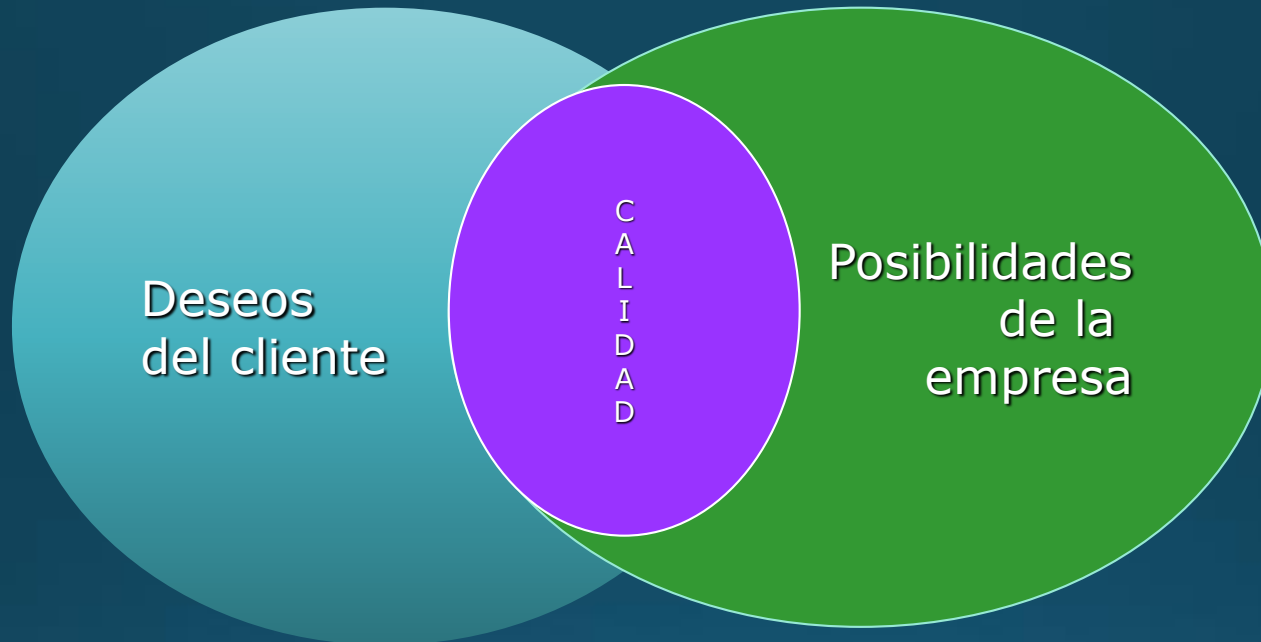 Deseos
del cliente
C
A
L
I
D
A
D
Posibilidades
de la
empresa